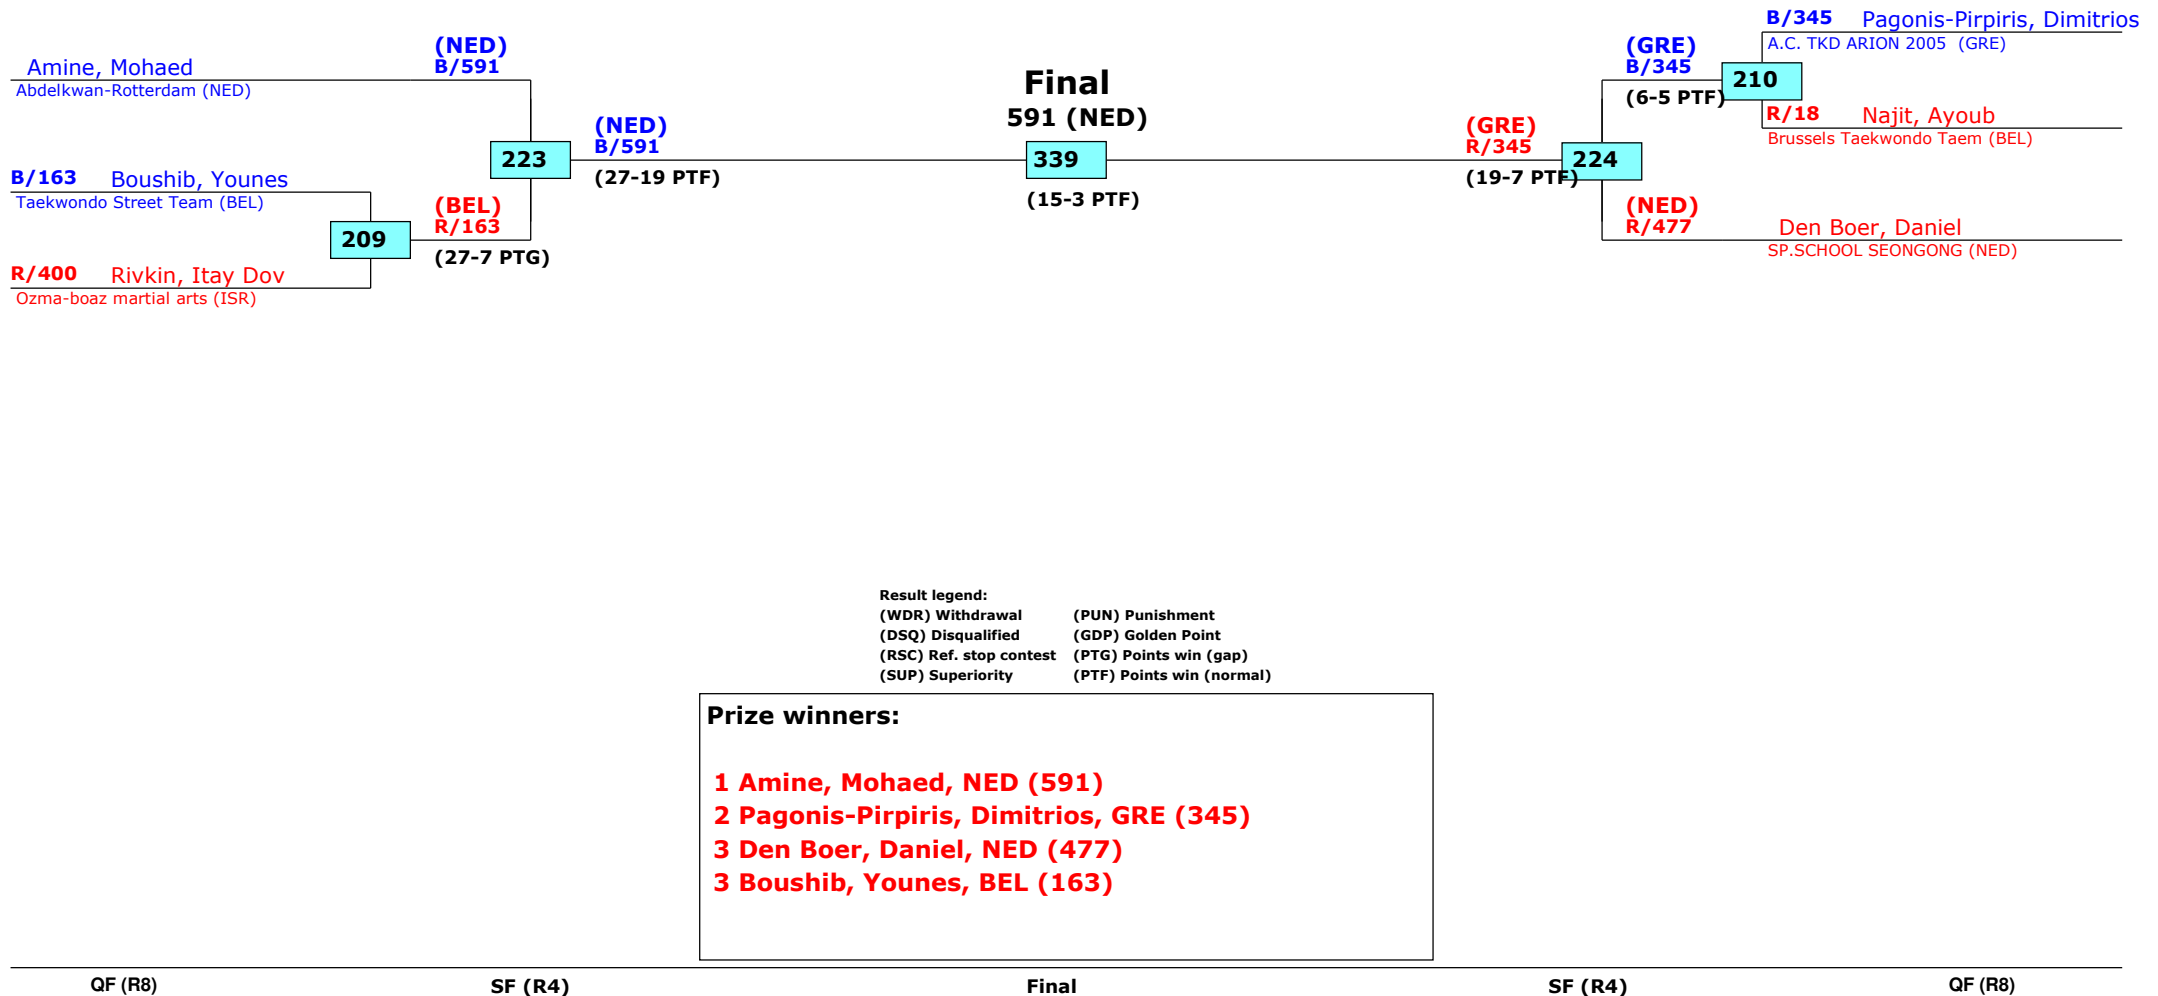 Amine, Mohaed
Abdelkwan-Rotterdam (NED)
B/163 Boushib, Younes
Taekwondo Street Team (BEL)
209
R/400 Rivkin, Itay Dov
Ozma-boaz martial arts (ISR)
(NED)
B/591
223
(BEL)
R/163
(27-7 PTG)
(NED)
B/591
(27-19 PTF)
Final
591 (NED)
339
(15-3 PTF)
(GRE)
R/345
(19-7 PTF)
224
(GRE)
B/345
(6-5 PTF)
(NED)
R/477
B/345 Pagonis-Pirpiris, Dimitrios
A.C. TKD ARION 2005 (GRE)
210
R/18 Najit, Ayoub
Brussels Taekwondo Taem (BEL)
Den Boer, Daniel
SP.SCHOOL SEONGONG (NED)
Result legend:
(WDR) Withdrawal (PUN) Punishment
(DSQ) Disqualified (GDP) Golden Point
(RSC) Ref. stop contest (PTG) Points win (gap)
(SUP) Superiority (PTF) Points win (normal)
Prize winners:
1 Amine, Mohaed, NED (591)
2 Pagonis-Pirpiris, Dimitrios, GRE (345)
3 Den Boer, Daniel, NED (477)
3 Boushib, Younes, BEL (163)
QF (R8) SF (R4) Final SF (R4) QF (R8)